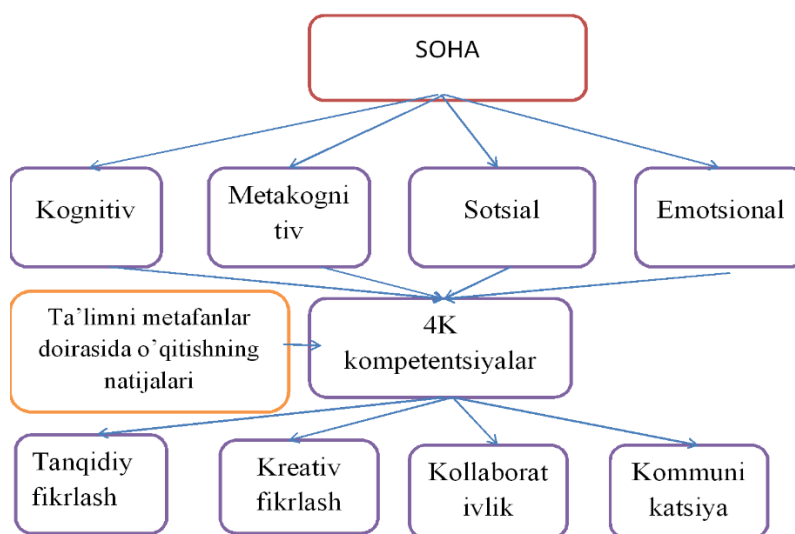 SOHA
Kognitiv
Metakogni
tiv
Sotsial
Emotsional
Ta’limni metafanlar
doirasida o’qitishning
natijalari
4K
kompetentsiyalar
Tanqidiy
fikrlash
Kreativ
fikrlash
Kollaborat
ivlik
Kommuni
katsiya